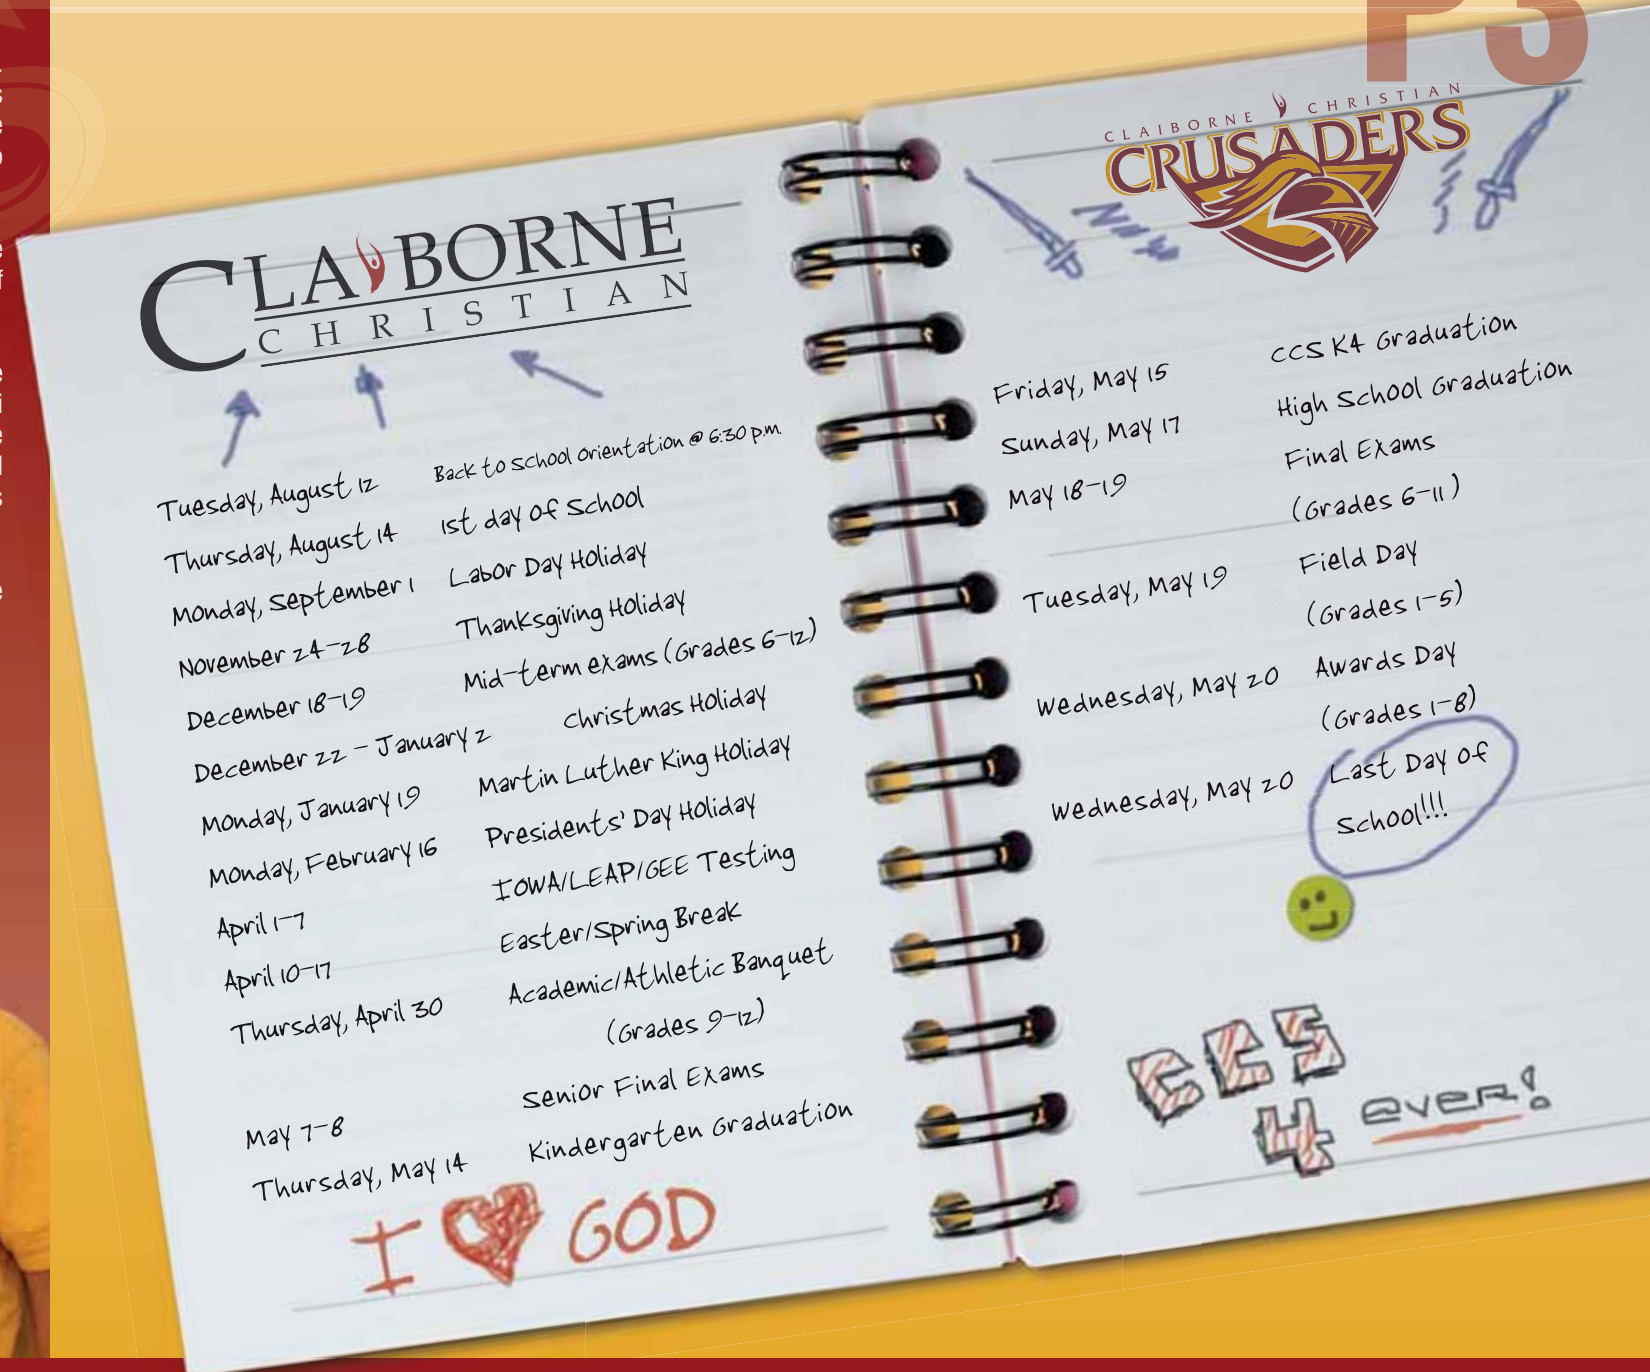 P3
CLAIBORNE
CHRISTIAN
Tuesday, August 12 Back to School Orientation @ 6:30 p.m.
Thursday, August 14 1st day of School
Monday, September 1 Labor Day Holiday
November 24-28 Thanksgiving Holiday
December 18-19 Mid-term exams (Grades 6-12)
December 22 - January 2 Christmas Holiday
Monday, January 19 Martin Luther King Holiday
Monday, February 16 Presidents' Day Holiday
April 1-7 IOWA/LEAP/GEE Testing
April 10-17 Easter/Spring Break
Thursday, April 30 Academic/Athletic Banquet
(Grades 9-12)
May 7-8 Senior Final Exams
Thursday, May 14 Kindergarten Graduation
I GOD
CLAIBORNE CHRISTIAN
CRUSADERS
Friday, May 15 CCS K4 Graduation
Sunday, May 17 High School Graduation
May 18-19 Final Exams
(Grades 6-11)
Tuesday, May 19 Field Day
(Grades 1-5)
Wednesday, May 20 Awards Day
(Grades 1-8)
Wednesday, May 20 Last Day of
School!!!
CCS
4 ever!